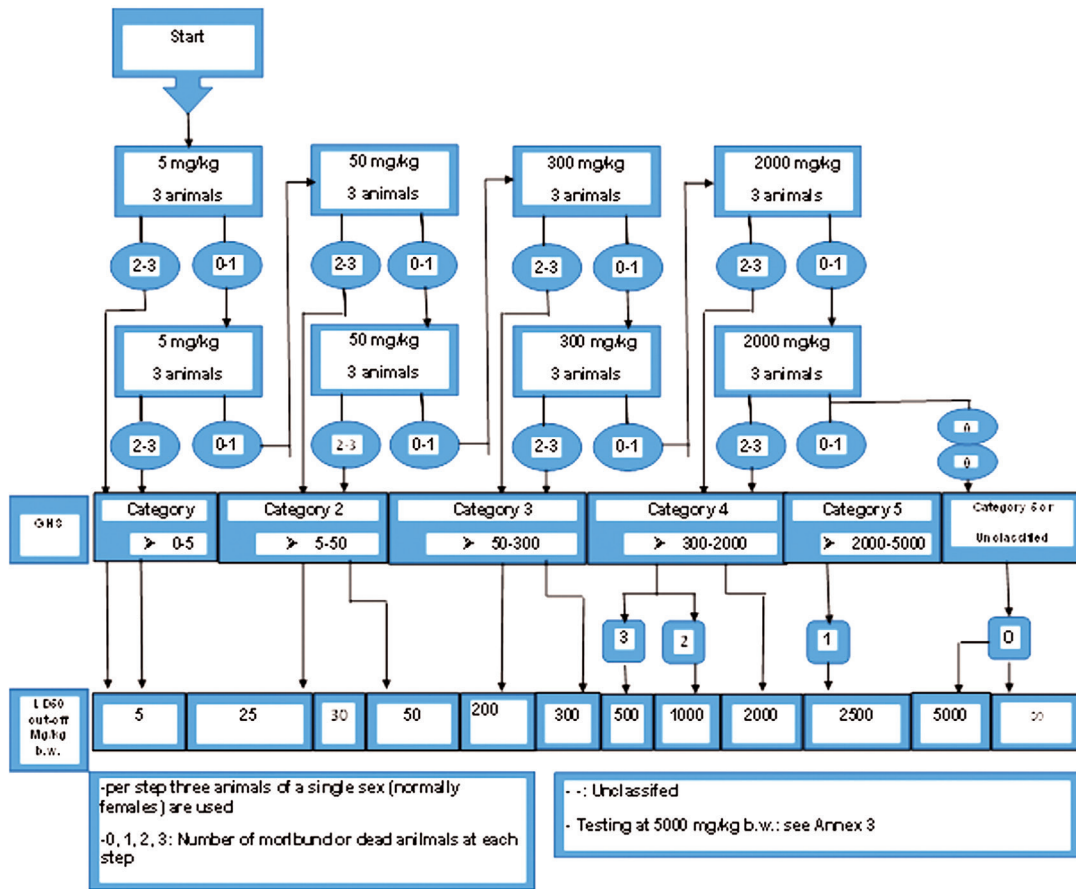 Start
5 mg/kg
3 animals
50 mg/kg
3 animals
300 mg/kg
3 animals
2000 mg/kg
3 animals
2-3
0-1
2-3
0-1
2-3
0-1
2-3
0-1
5 mg/kg
3 animals
50 mg/kg
3 animals
300 mg/kg
3 animals
2000 mg/kg
3 animals
2-3
0-1
2-3
0-1
2-3
0-1
2-3
0-1
0
0
GHS
Category
➢ 0-5
Category 2
➢ 5-50
Category 3
➢ 50-300
Category 4
➢ 300-2000
Category 5
➢ 2000-5000
Category 5 or
Unclassified
3
2
1
0
LD50
cut-off
Mg/kg
b.w.
5
25
30
50
200
300
500
1000
2000
2500
5000
∞
-per step three animals of a single sex (normally
females) are used
-0, 1, 2, 3: Number of moribund or dead anilmals at each
step
- -: Unclassifed
- Testing at 5000 mg/kg b.w.: see Annex 3